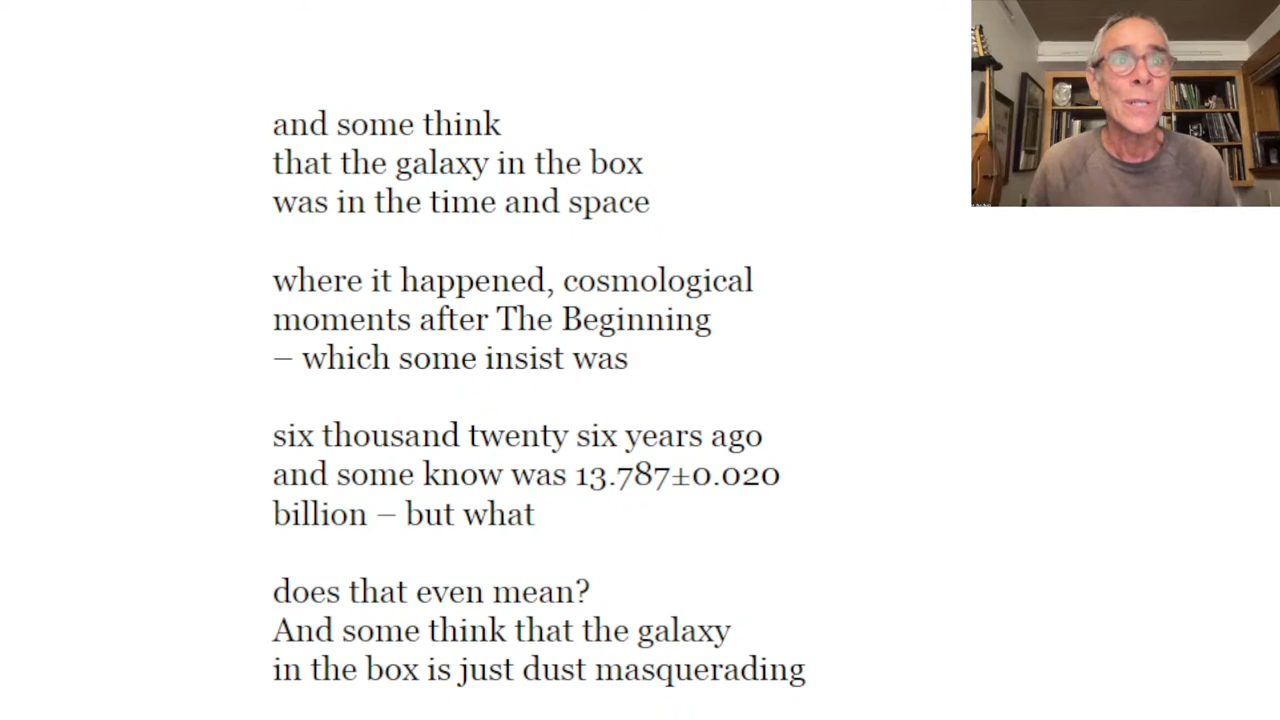 and some think
that the galaxy in the box
was in the time and space
where it happened, cosmological
moments after The Beginning
– which some insist was
six thousand twenty six years ago
and some know was 13.787±0.020
billion – but what
does that even mean?
And some think that the galaxy
in the box is just dust masquerading